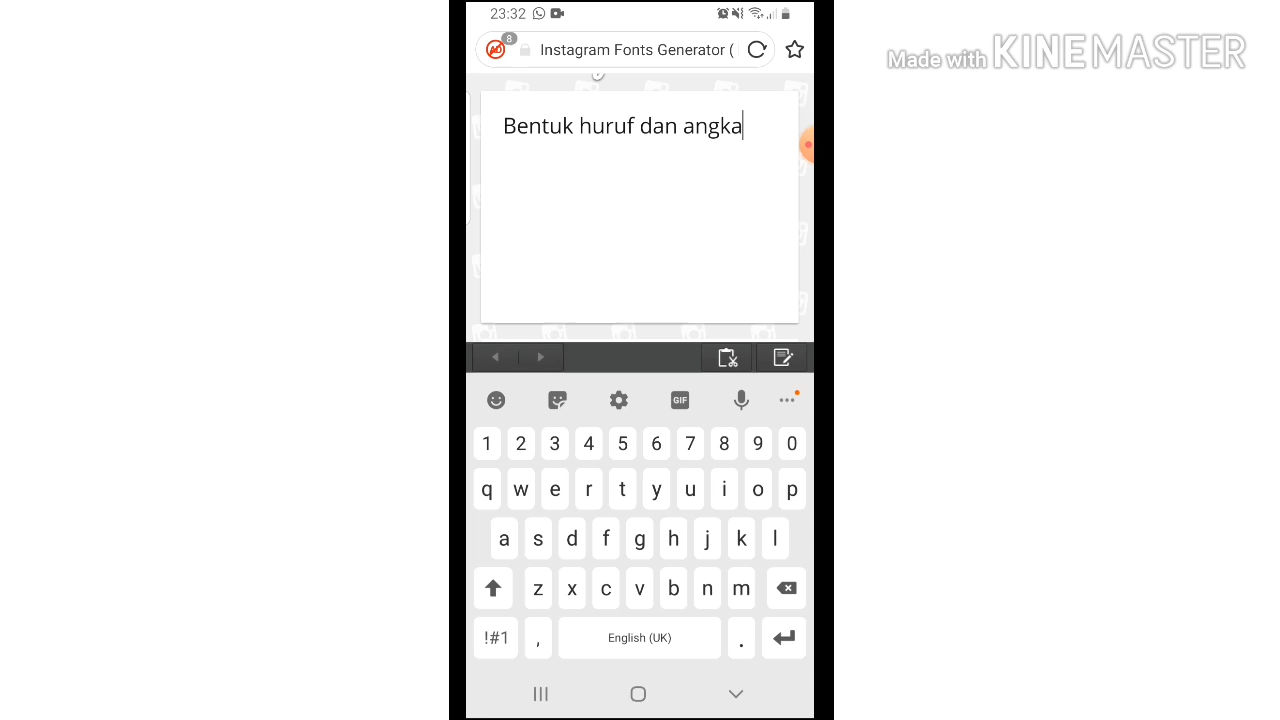 23:32
Made with KINEMASTER
8
Instagram Fonts Generator (
Bentuk huruf dan angka
GIF
1 2 3 4 5 6 7 8 9 0
q w e r t y u i o p
a s d f g h j k l
z x c v b n m
!#1 , English (UK) .